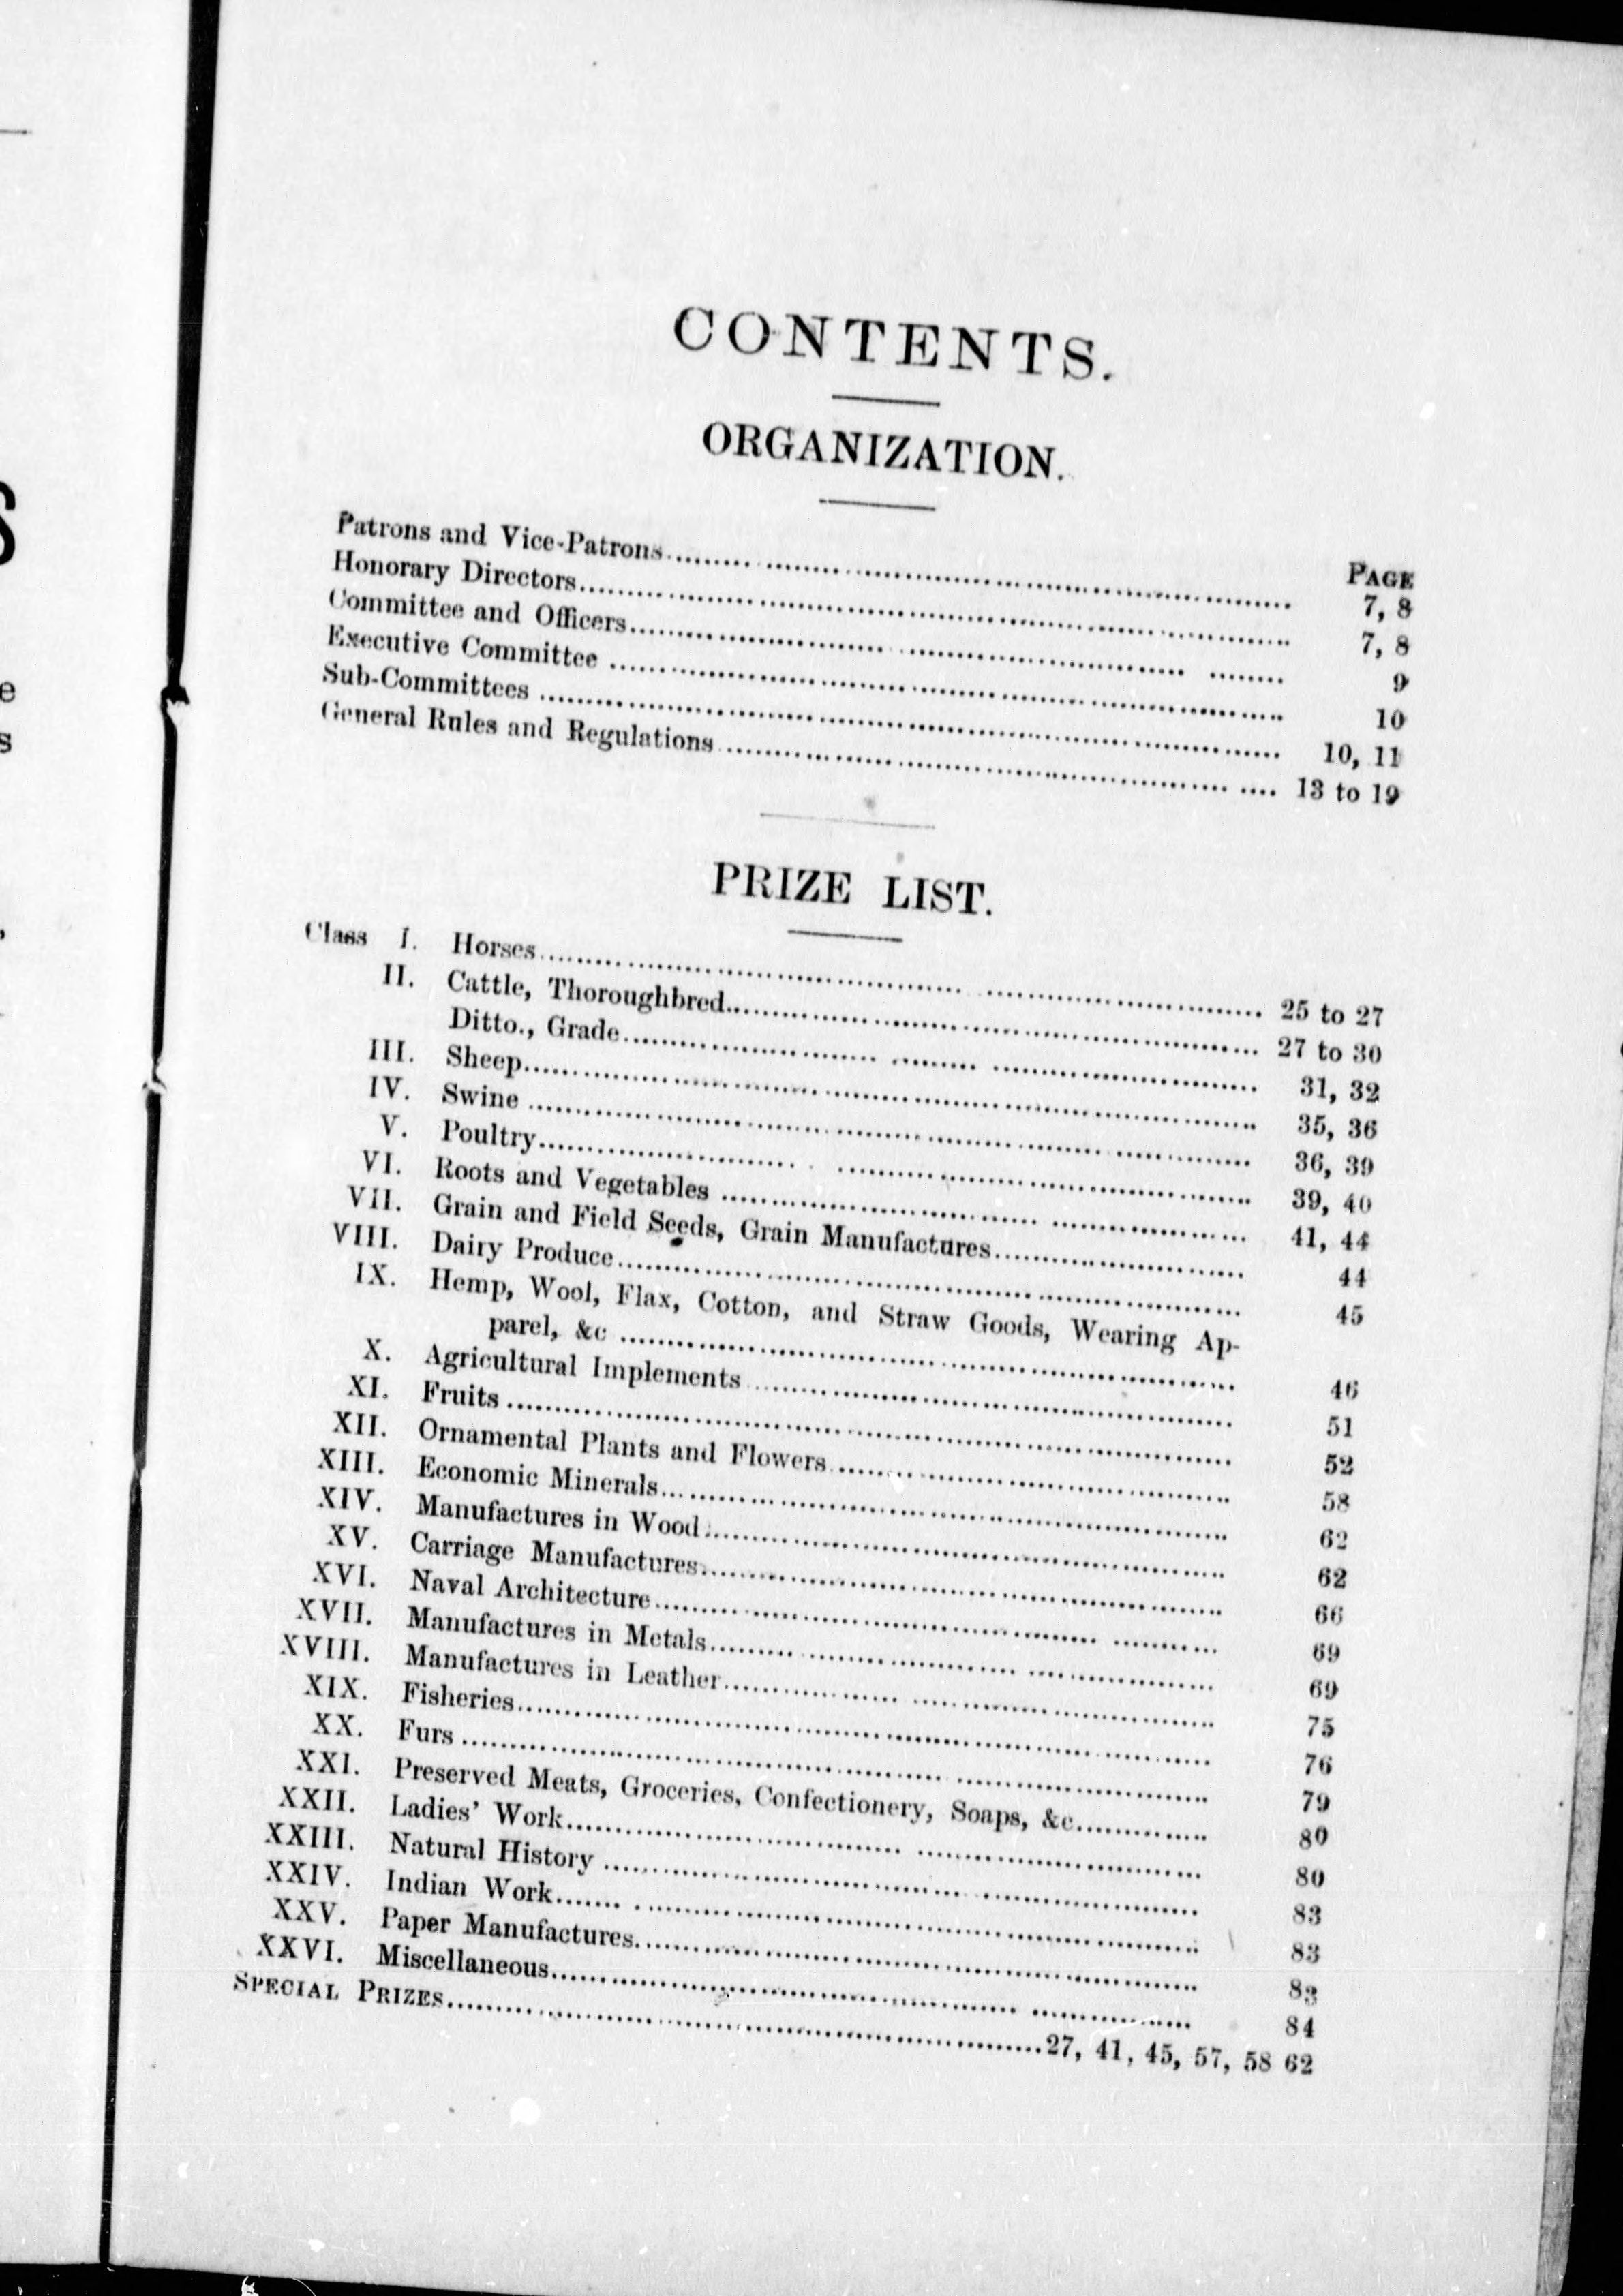 CONTENTS.
ORGANIZATION.
PAGE
Patrons and Vice-Patrons........ 7, 8
Honorary Directors........ 7, 8
Committee and Officers........ 9
Executive Committee ........ 10
Sub-Committees ........ 10, 11
General Rules and Regulations ........ 13 to 19
PRIZE LIST.
Class I. Horses........ 25 to 27
II. Cattle, Thoroughbred........ 27 to 30
Ditto., Grade........ 31, 32
III. Sheep........ 35, 36
IV. Swine ........ 36, 39
V. Poultry........ 39, 40
VI. Roots and Vegetables ........ 41, 44
VII. Grain and Field Seeds, Grain Manufactures........ 44
VIII. Dairy Produce........ 45
IX. Hemp, Wool, Flax, Cotton, and Straw Goods, Wearing Ap-
parel, &c ........ 46
X. Agricultural Implements ........ 51
XI. Fruits ........ 52
XII. Ornamental Plants and Flowers........ 58
XIII. Economic Minerals........ 62
XIV. Manufactures in Wood........ 62
XV. Carriage Manufactures........ 66
XVI. Naval Architecture........ 69
XVII. Manufactures in Metals........ 69
XVIII. Manufactures in Leather........ 75
XIX. Fisheries........ 76
XX. Furs ........ 79
XXI. Preserved Meats, Groceries, Confectionery, Soaps, &c........ 80
XXII. Ladies' Work........ 80
XXIII. Natural History ........ 83
XXIV. Indian Work........ 83
XXV. Paper Manufactures........ 83
XXVI. Miscellaneous........ 84
SPECIAL PRIZES........27, 41, 45, 57, 58 62